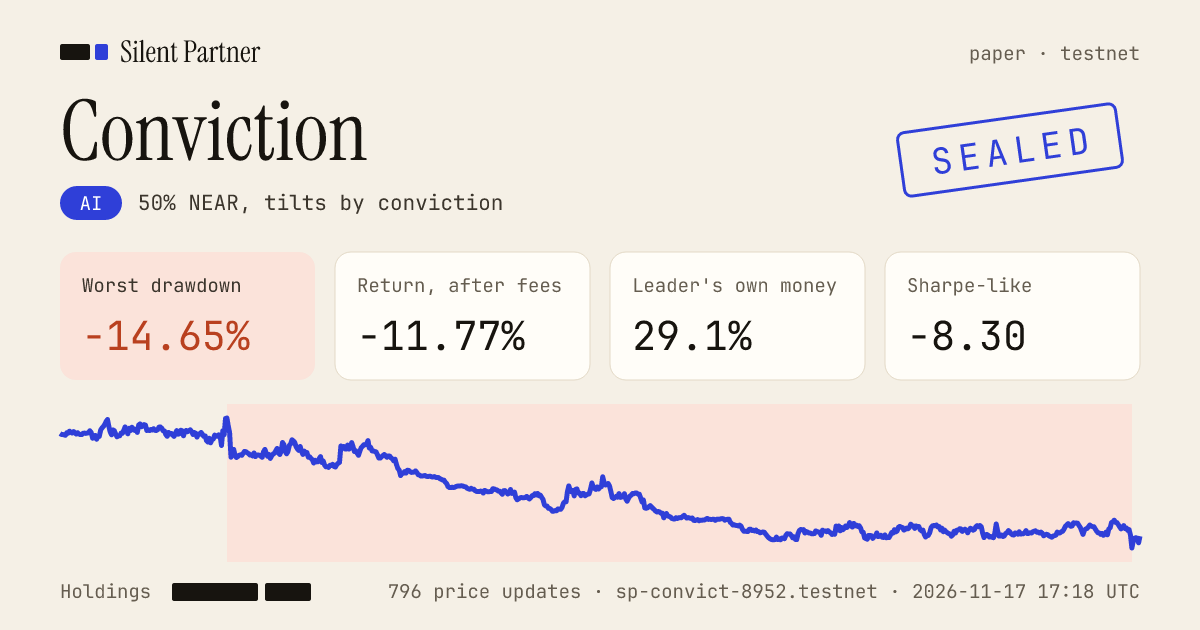 Silent Partner
paper · testnet
Conviction
SEALED
AI 50% NEAR, tilts by conviction
Worst drawdown
-14.65%
Return, after fees
-11.77%
Leader's own money
29.1%
Sharpe-like
-8.30
Holdings
796 price updates · sp-convict-8952.testnet · 2026-11-17 17:18 UTC